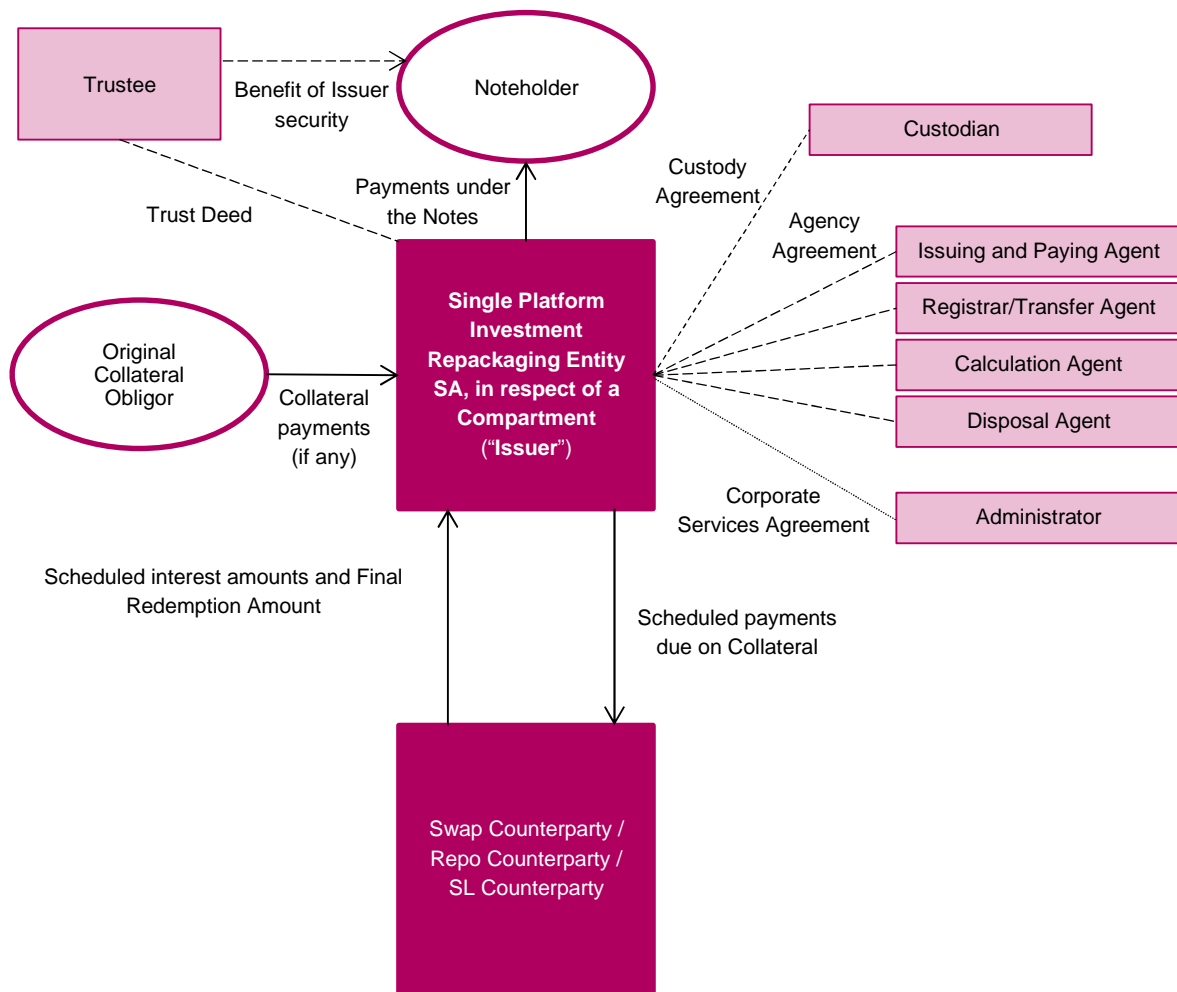 Trustee
Benefit of Issuer
security
Noteholder
Custodian
Custody
Agreement
Payments under
the Notes
Trust Deed
Agency
Agreement
Issuing and Paying Agent
Registrar/Transfer Agent
Calculation Agent
Disposal Agent
Single Platform
Investment
Repackaging Entity
SA, in respect of a
Compartment
(“Issuer”)
Original
Collateral
Obligor
Collateral
payments
(if any)
Corporate
Services Agreement
Administrator
Scheduled interest amounts and Final
Redemption Amount
Scheduled payments
due on Collateral
Swap Counterparty /
Repo Counterparty /
SL Counterparty